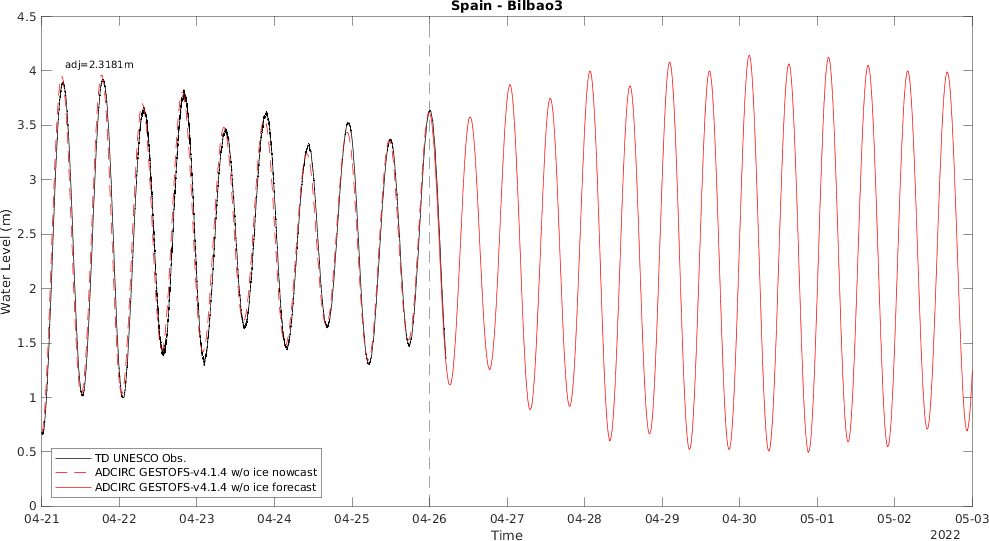 Spain - Bilbao3
4.5
4
3.5
3
2.5
2
1.5
1
0.5
0
Water Level (m)
adj=2.3181m
TD UNESCO Obs.
ADCIRC GESTOFS-v4.1.4 w/o ice nowcast
ADCIRC GESTOFS-v4.1.4 w/o ice forecast
04-21 04-22 04-23 04-24 04-25 04-26 04-27 04-28 04-29 04-30 05-01 05-02 05-03
Time
2022